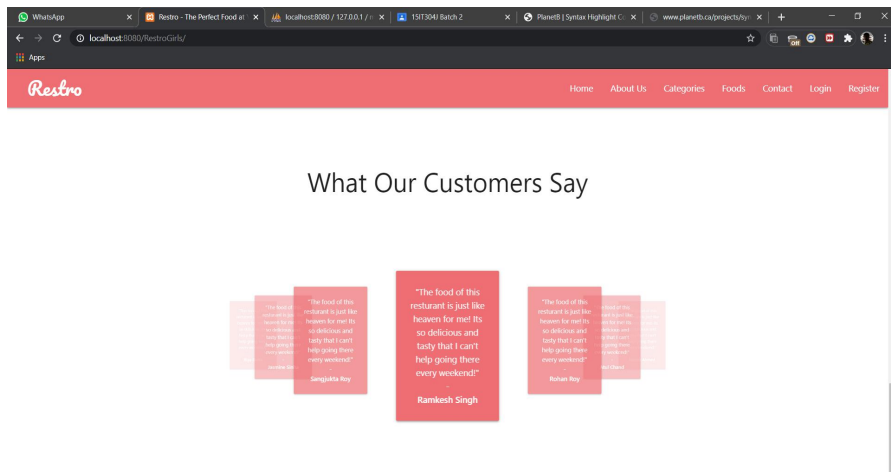 WhatsApp
Restro - The Perfect Food at
localhost:8080 / 127.0.0.1 / m
15IT304J Batch 2
PlanetB | Syntax Highlight Co
www.planetb.ca/projects/syn
localhost:8080/RestroGirls/
Off
Apps
Restro
Home About Us Categories Foods Contact Login Register
What Our Customers Say
"The food of this
resturant is just like
heaven for me! Its
so delicious and
tasty that I can't
help going there
every weekend!"
-
Sangjukta Roy
"The food of this
resturant is just like
heaven for me! Its
so delicious and
tasty that I can't
help going there
every weekend!"
-
Ramkesh Singh
"The food of this
resturant is just like
heaven for me! Its
so delicious and
tasty that I can't
help going there
every weekend!"
-
Rohan Roy